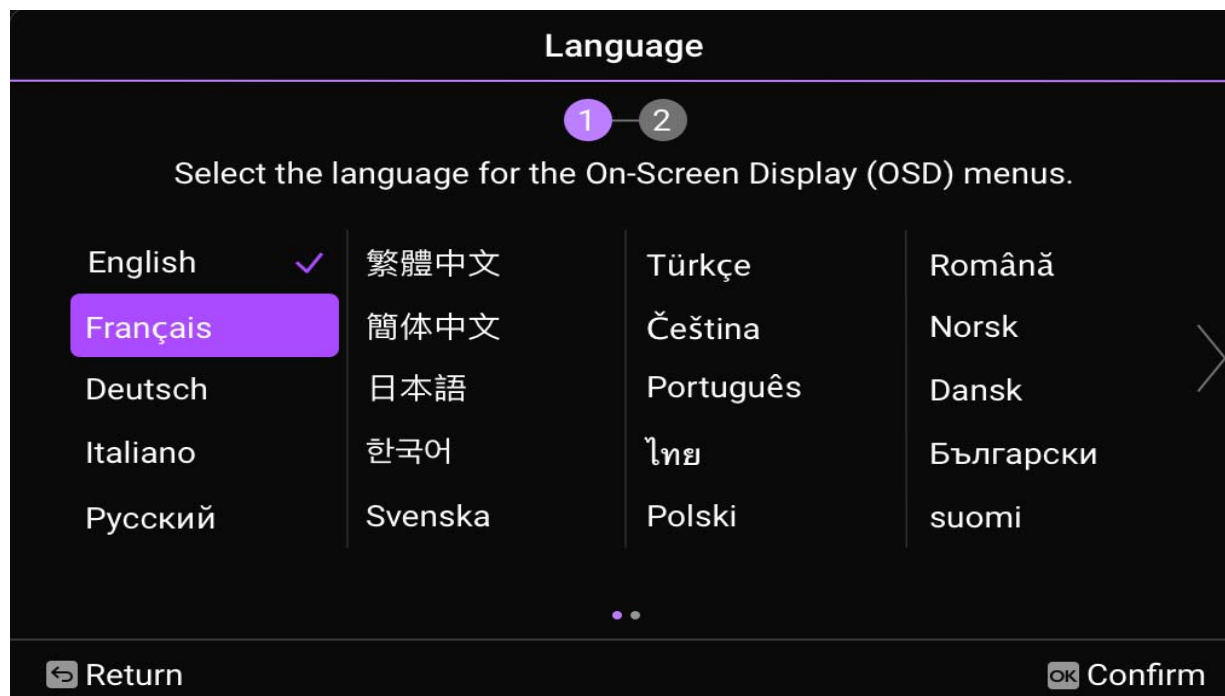 Language
1 2
Select the language for the On-Screen Display (OSD) menus.
English 繁體中文 Türkçe Română
Français 簡体中文 Čeština Norsk
Deutsch 日本語 Português Dansk
Italiano 한국어 ไทย Български
Русский Svenska Polski suomi
Return OK Confirm